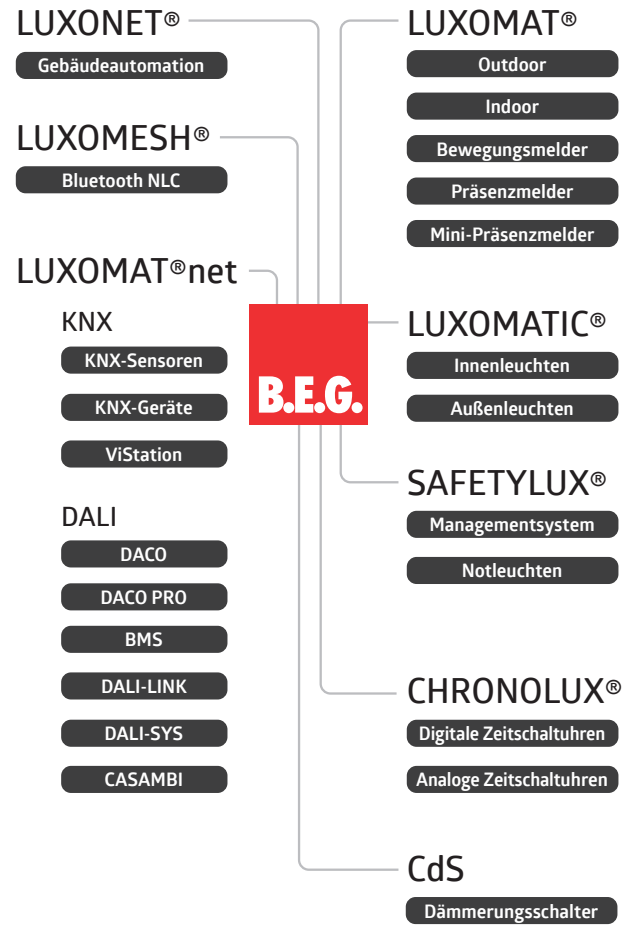 LUXONET®
Gebäudeautomation
LUXOMESH®
Bluetooth NLC
LUXOMAT®net
KNX
KNX-Sensoren
KNX-Geräte
ViStation
DALI
DACO
DACO PRO
BMS
DALI-LINK
DALI-SYS
CASAMBI
B.E.G.
LUXOMAT®
Outdoor
Indoor
Bewegungsmelder
Präsenzmelder
Mini-Präsenzmelder
LUXOMATIC®
Innenleuchten
Außenleuchten
SAFETYLUX®
Managementsystem
Notleuchten
CHRONOLUX®
Digitale Zeitschaltuhren
Analoge Zeitschaltuhren
CdS
Dämmerungsschalter